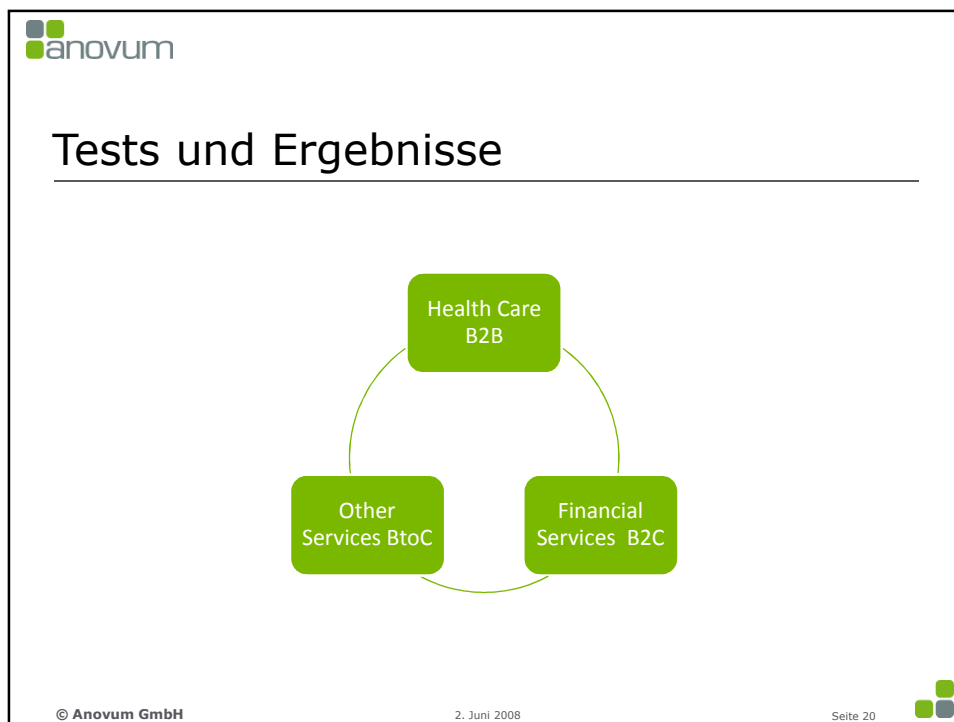 anovum
Tests und Ergebnisse
Health Care
B2B
Other
Services BtoC
Financial
Services B2C
© Anovum GmbH
2. Juni 2008
Seite 20